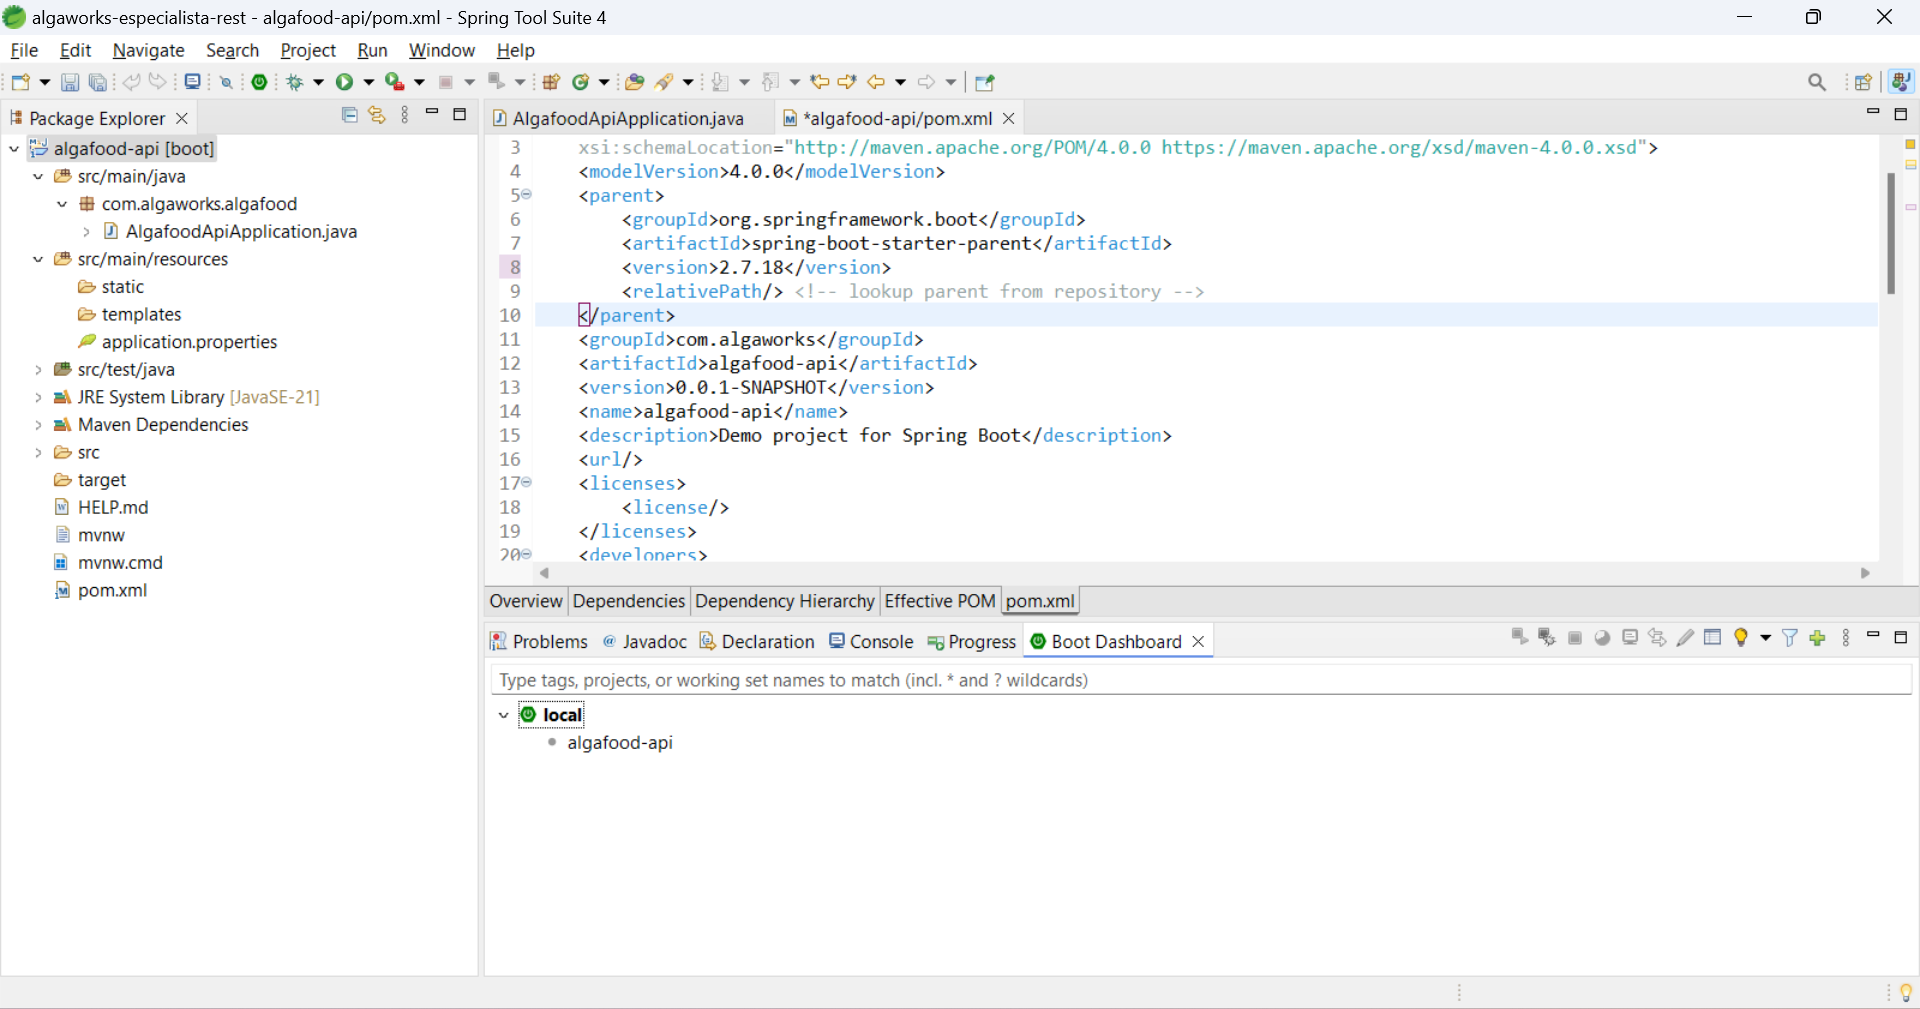 algaworks-especialista-rest - algafood-api/pom.xml - Spring Tool Suite 4
File Edit Navigate Search Project Run Window Help
Package Explorer
algafood-api [boot]
src/main/java
com.algaworks.algafood
AlgafoodApiApplication.java
src/main/resources
static
templates
application.properties
src/test/java
JRE System Library [JavaSE-21]
Maven Dependencies
src
target
HELP.md
mvnw
mvnw.cmd
pom.xml
AlgafoodApiApplication.java *algafood-api/pom.xml
3 xsi:schemaLocation="http://maven.apache.org/POM/4.0.0 https://maven.apache.org/xsd/maven-4.0.0.xsd">
4 <modelVersion>4.0.0</modelVersion>
5 <parent>
6 <groupId>org.springframework.boot</groupId>
7 <artifactId>spring-boot-starter-parent</artifactId>
8 <version>2.7.18</version>
9 <relativePath/> <!-- lookup parent from repository -->
10 </parent>
11 <groupId>com.algaworks</groupId>
12 <artifactId>algafood-api</artifactId>
13 <version>0.0.1-SNAPSHOT</version>
14 <name>algafood-api</name>
15 <description>Demo project for Spring Boot</description>
16 <url/>
17 <licenses>
18 <license/>
19 </licenses>
20 <developers>
Overview Dependencies Dependency Hierarchy Effective POM pom.xml
Problems Javadoc Declaration Console Progress Boot Dashboard
Type tags, projects, or working set names to match (incl. * and ? wildcards)
local
algafood-api